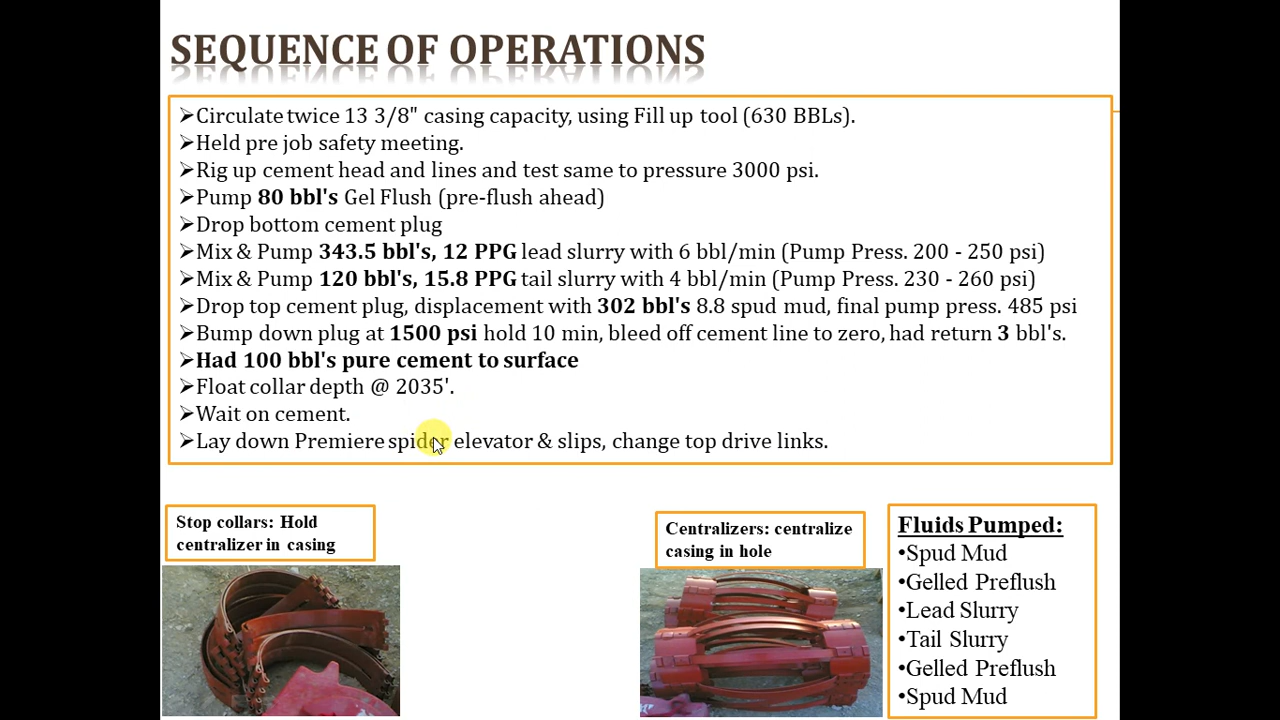 SEQUENCE OF OPERATIONS
➢Circulate twice 13 3/8" casing capacity, using Fill up tool (630 BBLs).
➢Held pre job safety meeting.
➢Rig up cement head and lines and test same to pressure 3000 psi.
➢Pump 80 bbl's Gel Flush (pre-flush ahead)
➢Drop bottom cement plug
➢Mix & Pump 343.5 bbl's, 12 PPG lead slurry with 6 bbl/min (Pump Press. 200 - 250 psi)
➢Mix & Pump 120 bbl's, 15.8 PPG tail slurry with 4 bbl/min (Pump Press. 230 - 260 psi)
➢Drop top cement plug, displacement with 302 bbl's 8.8 spud mud, final pump press. 485 psi
➢Bump down plug at 1500 psi hold 10 min, bleed off cement line to zero, had return 3 bbl's.
➢Had 100 bbl's pure cement to surface
➢Float collar depth @ 2035'.
➢Wait on cement.
➢Lay down Premiere spider elevator & slips, change top drive links.
Stop collars: Hold
centralizer in casing
Centralizers: centralize
casing in hole
Fluids Pumped:
•Spud Mud
•Gelled Preflush
•Lead Slurry
•Tail Slurry
•Gelled Preflush
•Spud Mud